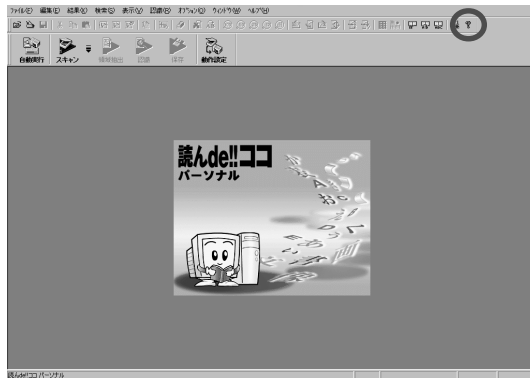 ファイル(F) 編集(E) 結果(X) 検索(S) 表示(V) 認識(R) オプション(O) ウィンドウ(W) ヘルプ(H)
自動実行 スキャン 領域抽出 認識 保存 動作設定
読んde!!ココ
パーソナル
読んde!!ココ パーソナル